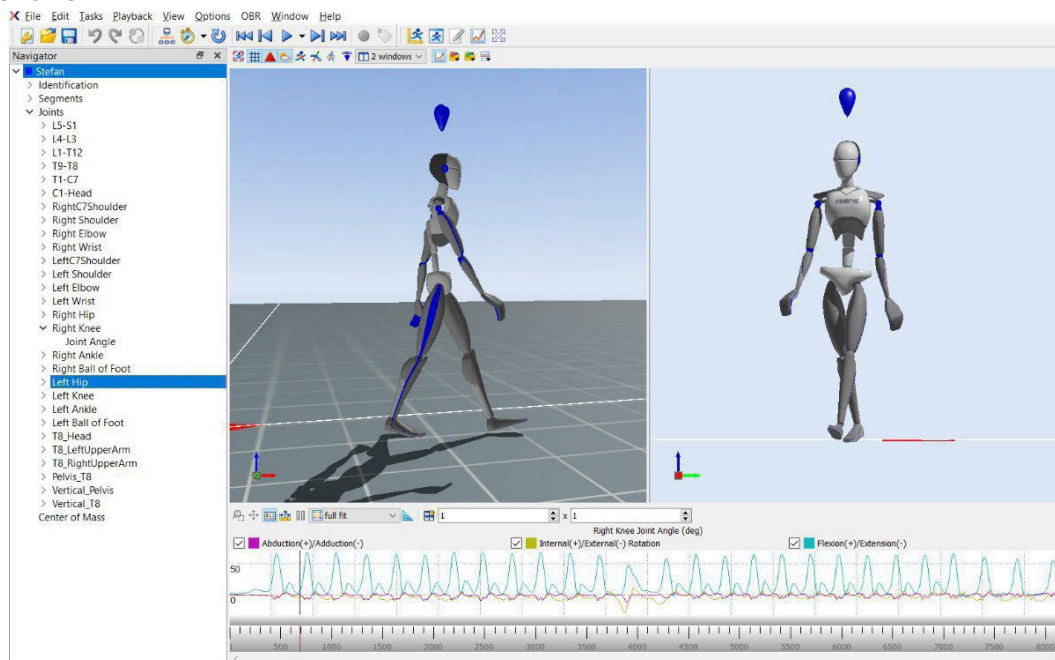 File Edit Tasks Playback View Options OBR Window Help
Navigator
2 windows
Stefan
Identification
Segments
Joints
L5-S1
L4-L3
L1-T12
T9-T8
T1-C7
C1-Head
RightC7Shoulder
Right Shoulder
Right Elbow
Right Wrist
LeftC7Shoulder
Left Shoulder
Left Elbow
Left Wrist
Right Hip
Right Knee
Joint Angle
Right Ankle
Right Ball of Foot
Left Hip
Left Knee
Left Ankle
Left Ball of Foot
T8_Head
T8_LeftUpperArm
T8_RightUpperArm
Pelvis_T8
Vertical_Pelvis
Vertical_T8
Center of Mass
xsens
full fit 1 x 1
Right Knee Joint Angle (deg)
Abduction(+)/Adduction(-) Internal(+)/External(-) Rotation Flexion(+)/Extension(-)
50
0
500 1000 1500 2000 2500 3000 3500 4000 4500 5000 5500 6000 6500 7000 7500 8000